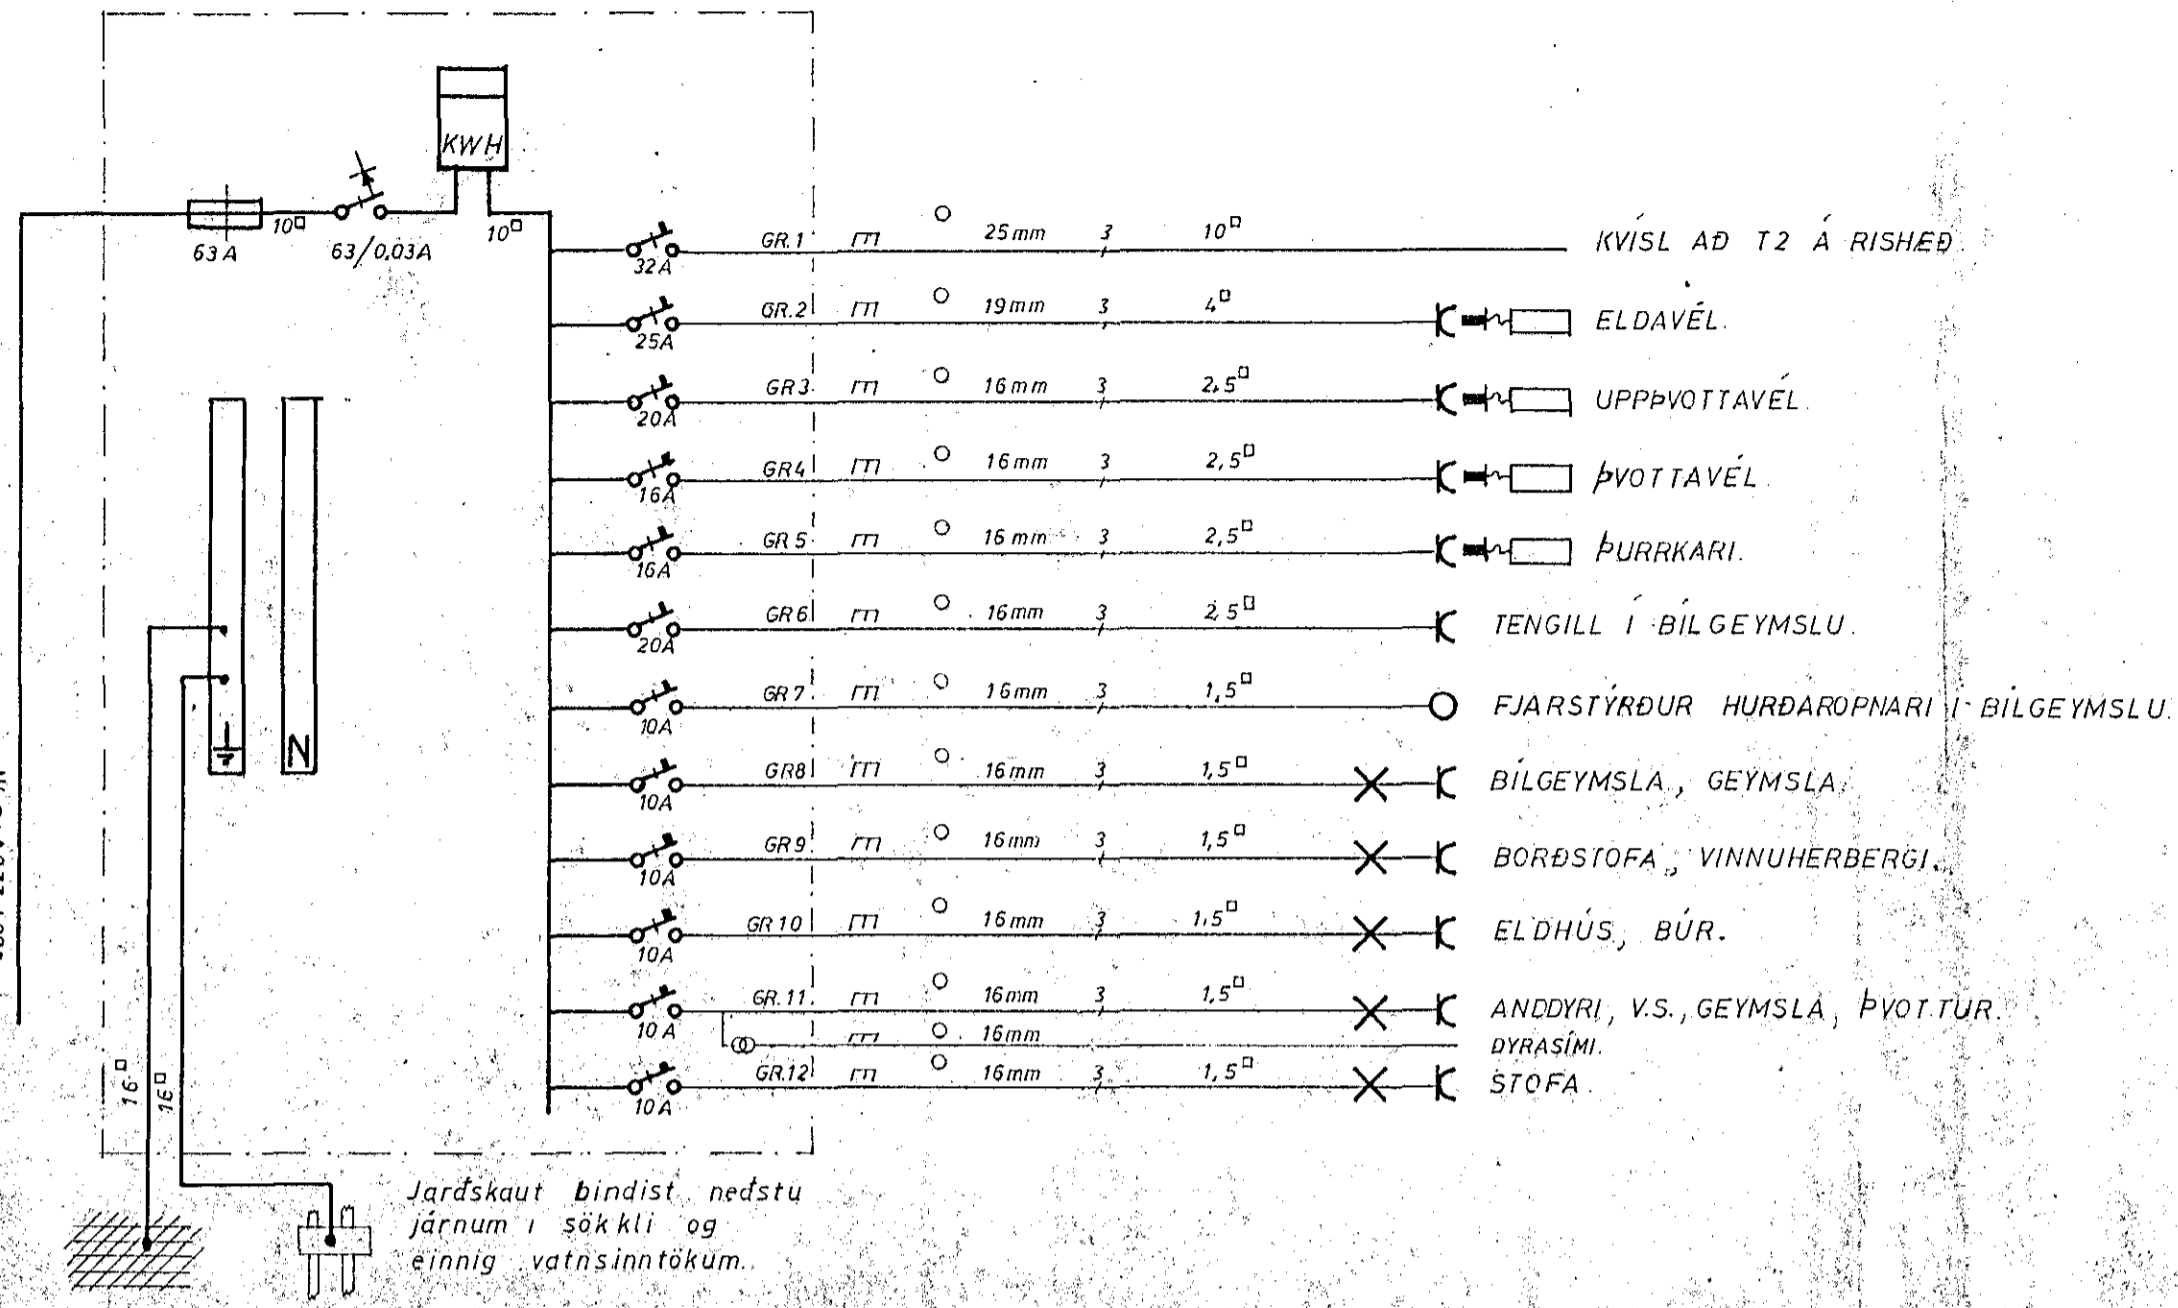 KWH
63A
10□
63/0,03A
10□
32A GR.1 25mm 3 10□ KVÍSL AÐ T2 Á RISHÆÐ.
25A GR.2 19mm 3 4□ ELDAVÉL.
20A GR3 16mm 3 2,5□ UPPÞVOTTAVÉL.
16A GR4 16mm 3 2,5□ ÞVOTTAVÉL.
16A GR5 16mm 3 2,5□ ÞURRKARI.
20A GR6 16mm 3 2,5□ TENGILL Í BÍLGEYMSLU.
10A GR7 16mm 3 1,5□ FJARSTÝRÐUR HURÐAROPNARI Í BÍLGEYMSLU.
10A GR8 16mm 3 1,5□ BÍLGEYMSLA, GEYMSLA.
10A GR9 16mm 3 1,5□ BORÐSTOFA, VINNUHERBERGI.
10A GR10 16mm 3 1,5□ ELDHÚS, BÚR.
10A GR.11 16mm 3 1,5□ ANDDYRI, V.S., GEYMSLA, ÞVOTTUR.
16mm DYRASÍMI.
10A GR.12 16mm 3 1,5□ STOFA.
N
16□
16□
Jarðskaut bindist neðstu
járnum í sökkli og
einnig vatnsinntökum.